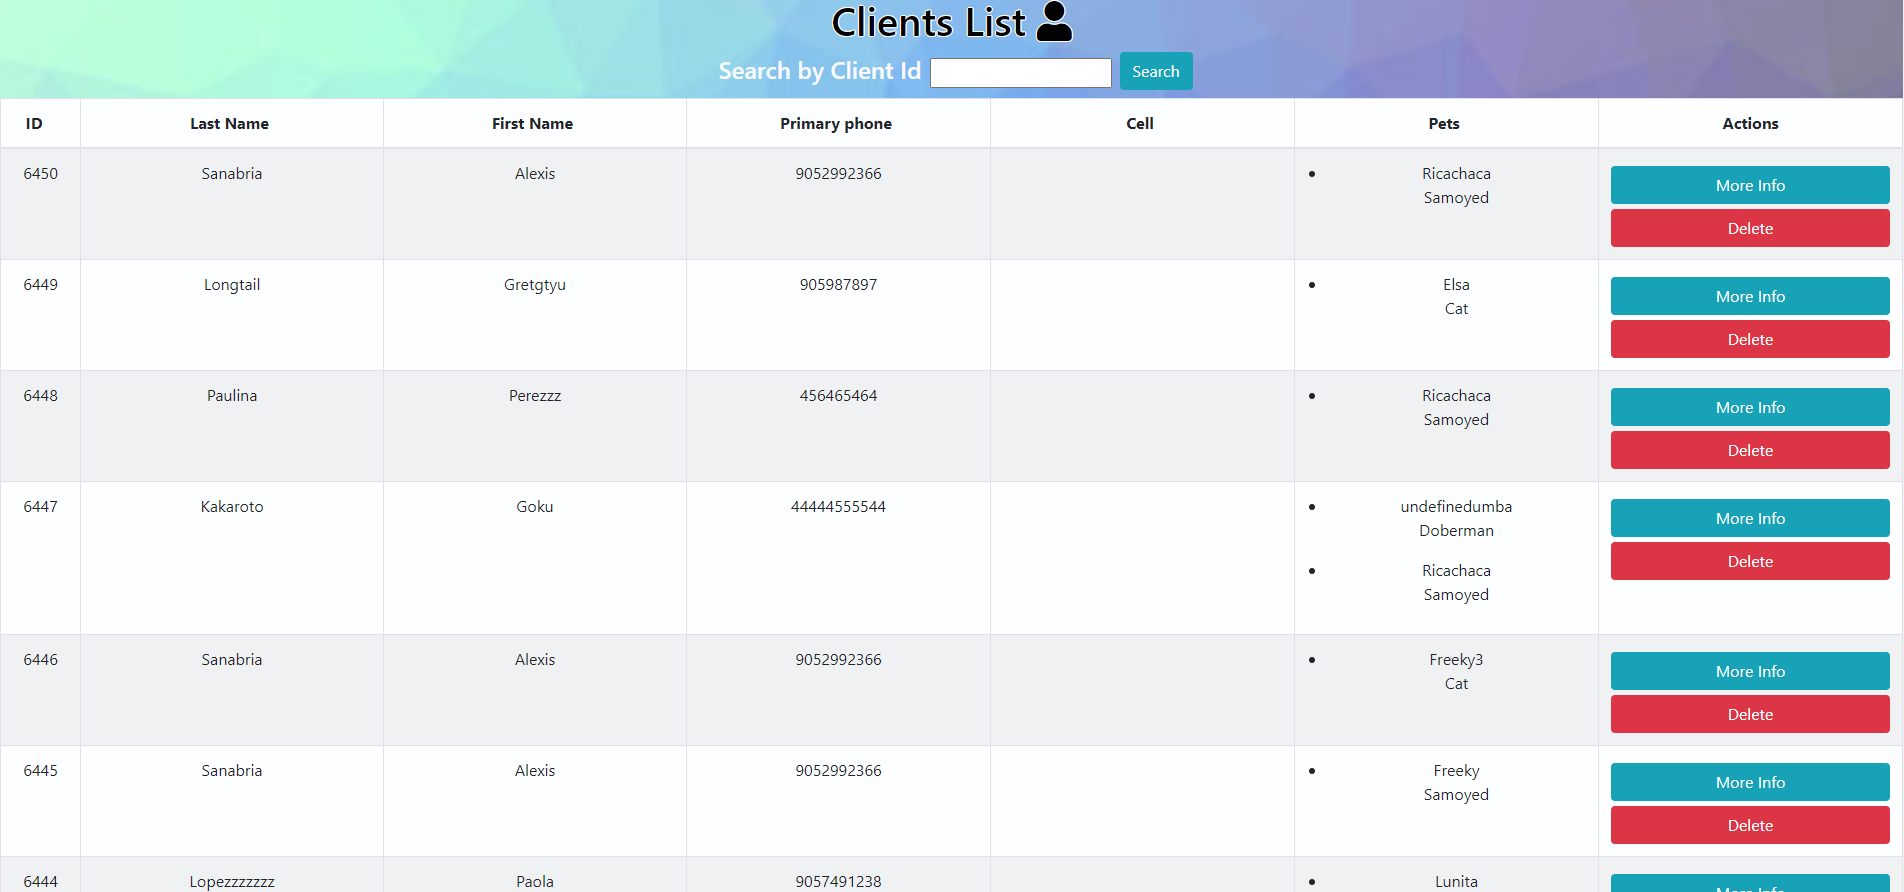 Clients List
Search by Client Id Search
ID Last Name First Name Primary phone Cell Pets Actions
6450 Sanabria Alexis 9052992366 Ricachaca
Samoyed
More Info
Delete
6449 Longtail Gretgtyu 905987897 Elsa
Cat
More Info
Delete
6448 Paulina Perezzz 456465464 Ricachaca
Samoyed
More Info
Delete
6447 Kakaroto Goku 44444555544 undefinedumba
Doberman
Ricachaca
Samoyed
More Info
Delete
6446 Sanabria Alexis 9052992366 Freeky3
Cat
More Info
Delete
6445 Sanabria Alexis 9052992366 Freeky
Samoyed
More Info
Delete
6444 Lopezzzzzzz Paola 9057491238 Lunita
More Info